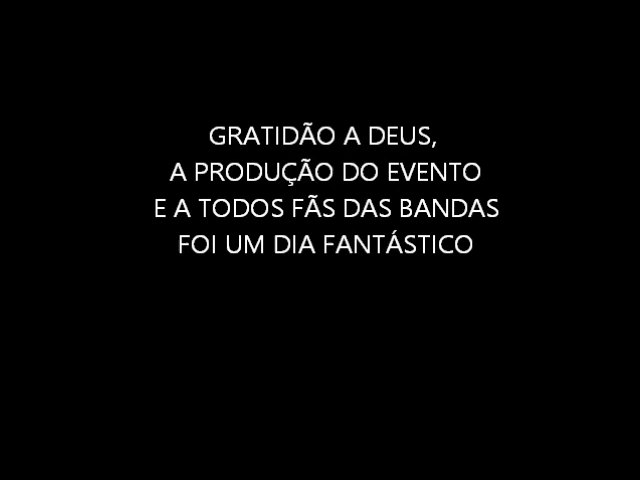 GRATIDÃO A DEUS,
A PRODUÇÃO DO EVENTO
E A TODOS FÃS DAS BANDAS
FOI UM DIA FANTÁSTICO